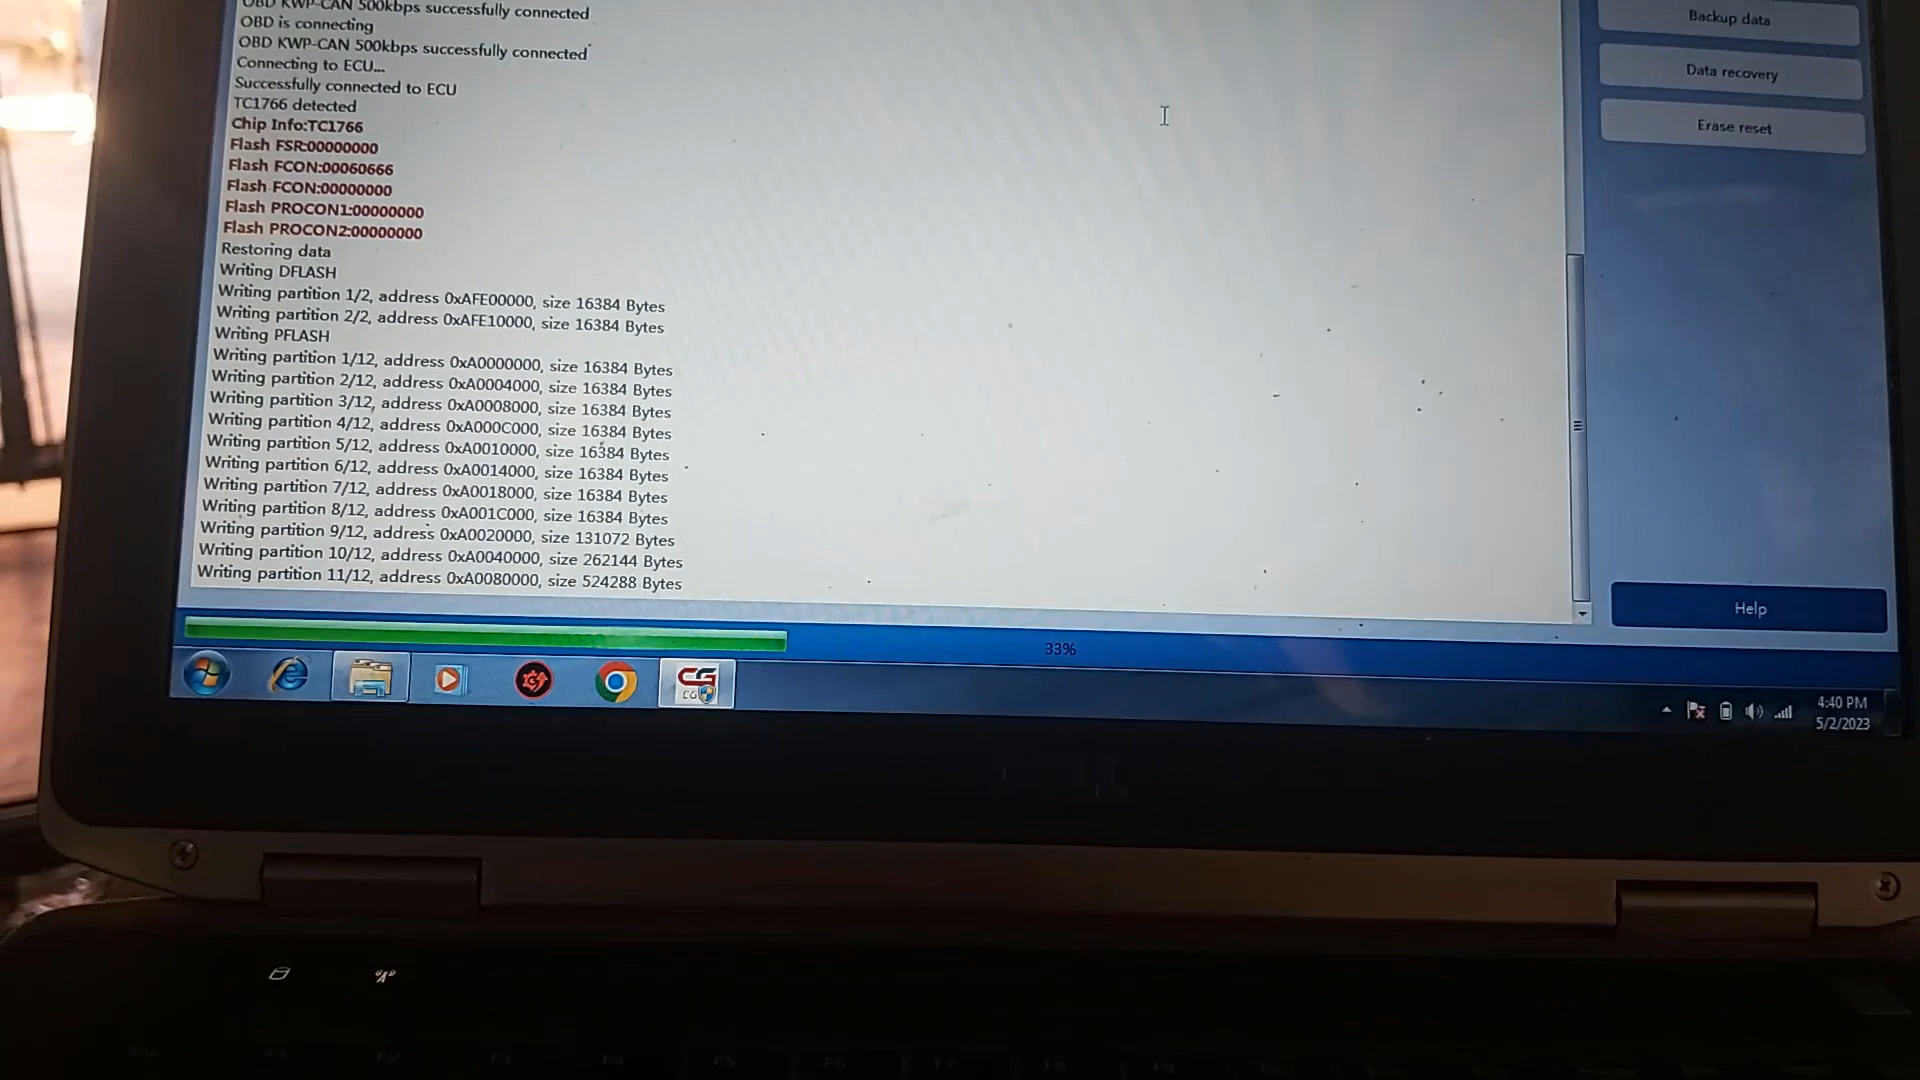 OBD KWP-CAN 500kbps successfully connected
OBD is connecting
OBD KWP-CAN 500kbps successfully connected
Connecting to ECU...
Successfully connected to ECU
TC1766 detected
Chip Info:TC1766
Flash FSR:00000000
Flash FCON:00060666
Flash FCON:00000000
Flash PROCON1:00000000
Flash PROCON2:00000000
Restoring data
Writing DFLASH
Writing partition 1/2, address 0xAFE00000, size 16384 Bytes
Writing partition 2/2, address 0xAFE10000, size 16384 Bytes
Writing PFLASH
Writing partition 1/12, address 0xA0000000, size 16384 Bytes
Writing partition 2/12, address 0xA0004000, size 16384 Bytes
Writing partition 3/12, address 0xA0008000, size 16384 Bytes
Writing partition 4/12, address 0xA000C000, size 16384 Bytes
Writing partition 5/12, address 0xA0010000, size 16384 Bytes
Writing partition 6/12, address 0xA0014000, size 16384 Bytes
Writing partition 7/12, address 0xA0018000, size 16384 Bytes
Writing partition 8/12, address 0xA001C000, size 16384 Bytes
Writing partition 9/12, address 0xA0020000, size 131072 Bytes
Writing partition 10/12, address 0xA0040000, size 262144 Bytes
Writing partition 11/12, address 0xA0080000, size 524288 Bytes
Backup data
Data recovery
Erase reset
Help
33%
CG
CG
4:40 PM
5/2/2023